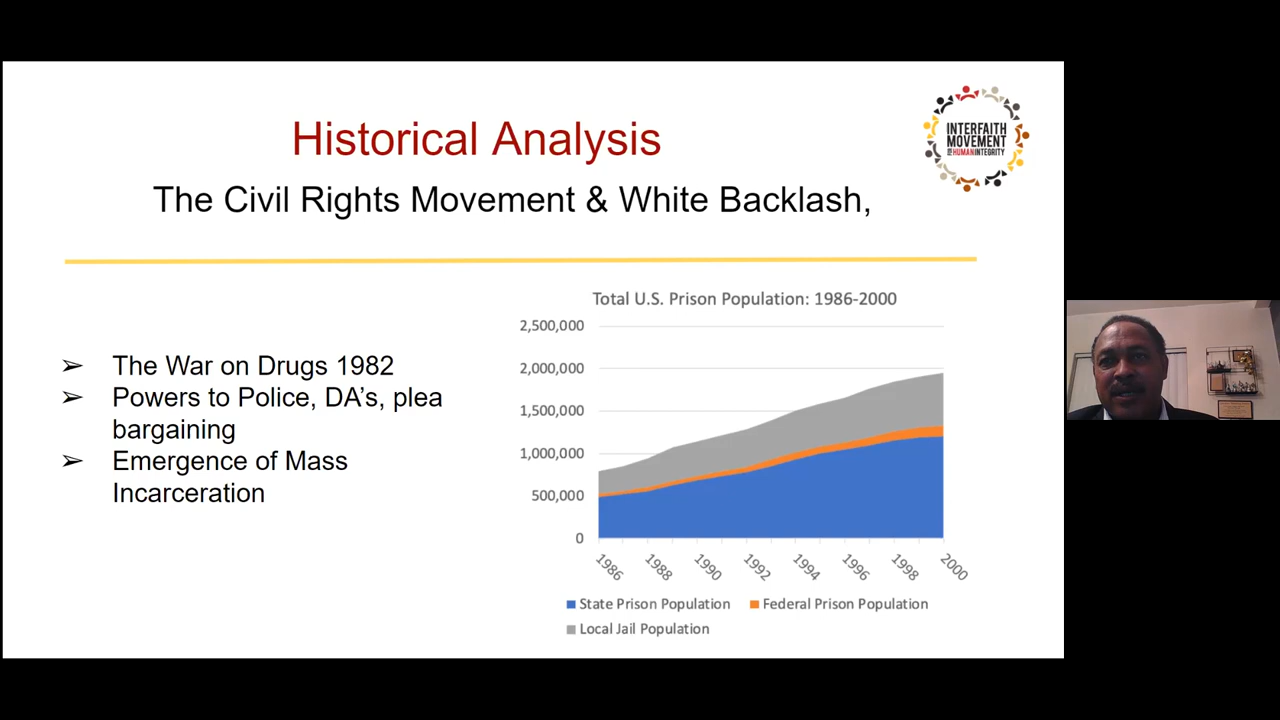 Historical Analysis
The Civil Rights Movement & White Backlash,
INTERFAITH
MOVEMENT
FOR HUMAN INTEGRITY
➢ The War on Drugs 1982
➢ Powers to Police, DA's, plea
bargaining
➢ Emergence of Mass
Incarceration
Total U.S. Prison Population: 1986-2000
2,500,000
2,000,000
1,500,000
1,000,000
500,000
0
1986 1988 1990 1992 1994 1996 1998 2000
State Prison Population Federal Prison Population
Local Jail Population